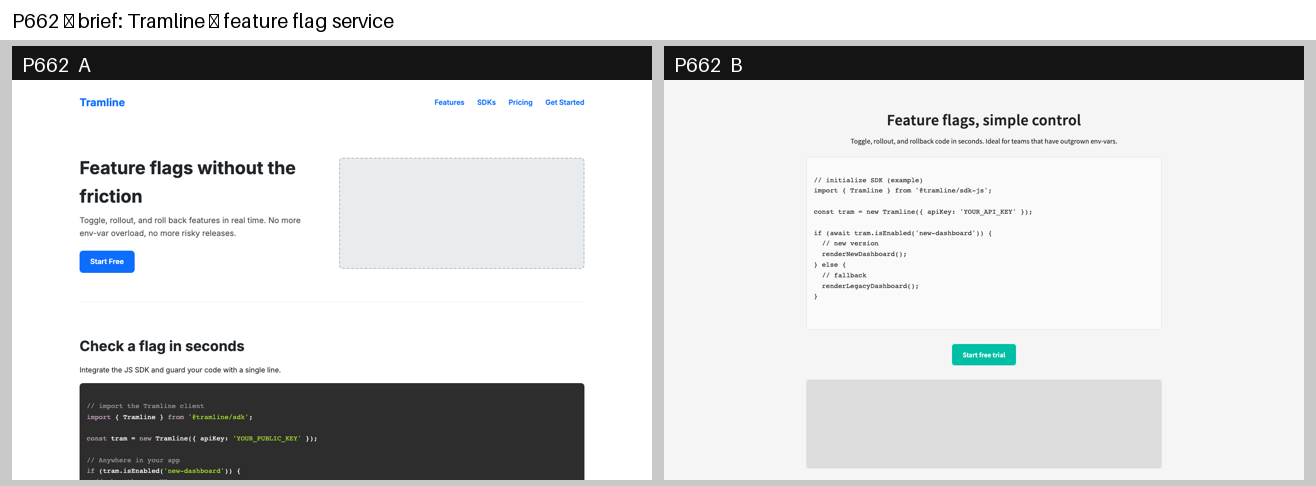 P662 � brief: Tramline � feature flag service
P662 A
Tramline
Features SDKs Pricing Get Started
Feature flags without the
friction
Toggle, rollout, and roll back features in real time. No more
env-var overload, no more risky releases.
Start Free
Check a flag in seconds
Integrate the JS SDK and guard your code with a single line.
// import the Tramline client
import { Tramline } from '@tramline/sdk';
const tram = new Tramline({ apiKey: 'YOUR_PUBLIC_KEY' });
// Anywhere in your app
if (tram.isEnabled('new-dashboard')) {
P662 B
Feature flags, simple control
Toggle, rollout, and rollback code in seconds. Ideal for teams that have outgrown env-vars.
// initialize SDK (example)
import { Tramline } from '@tramline/sdk-js';
const tram = new Tramline({ apiKey: 'YOUR_API_KEY' });
if (await tram.isEnabled('new-dashboard')) {
// new version
renderNewDashboard();
} else {
// fallback
renderLegacyDashboard();
}
Start free trial